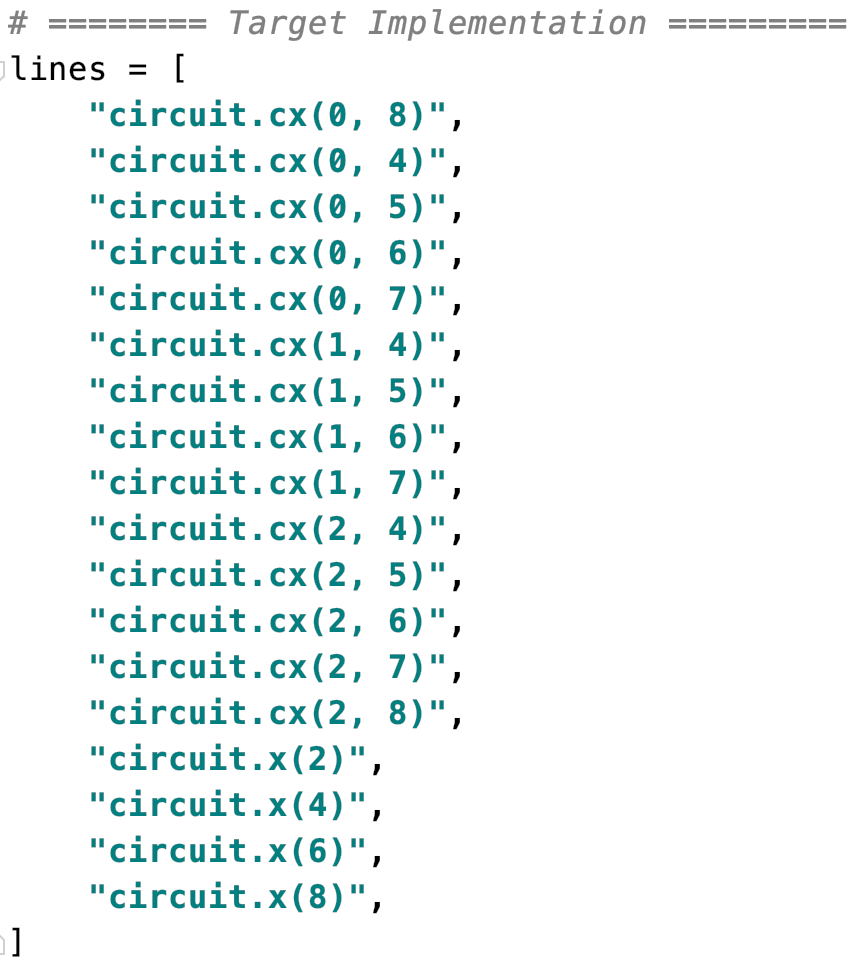 # ======== Target Implementation =========
lines = [
    "circuit.cx(0, 8)",
    "circuit.cx(0, 4)",
    "circuit.cx(0, 5)",
    "circuit.cx(0, 6)",
    "circuit.cx(0, 7)",
    "circuit.cx(1, 4)",
    "circuit.cx(1, 5)",
    "circuit.cx(1, 6)",
    "circuit.cx(1, 7)",
    "circuit.cx(2, 4)",
    "circuit.cx(2, 5)",
    "circuit.cx(2, 6)",
    "circuit.cx(2, 7)",
    "circuit.cx(2, 8)",
    "circuit.x(2)",
    "circuit.x(4)",
    "circuit.x(6)",
    "circuit.x(8)",
]